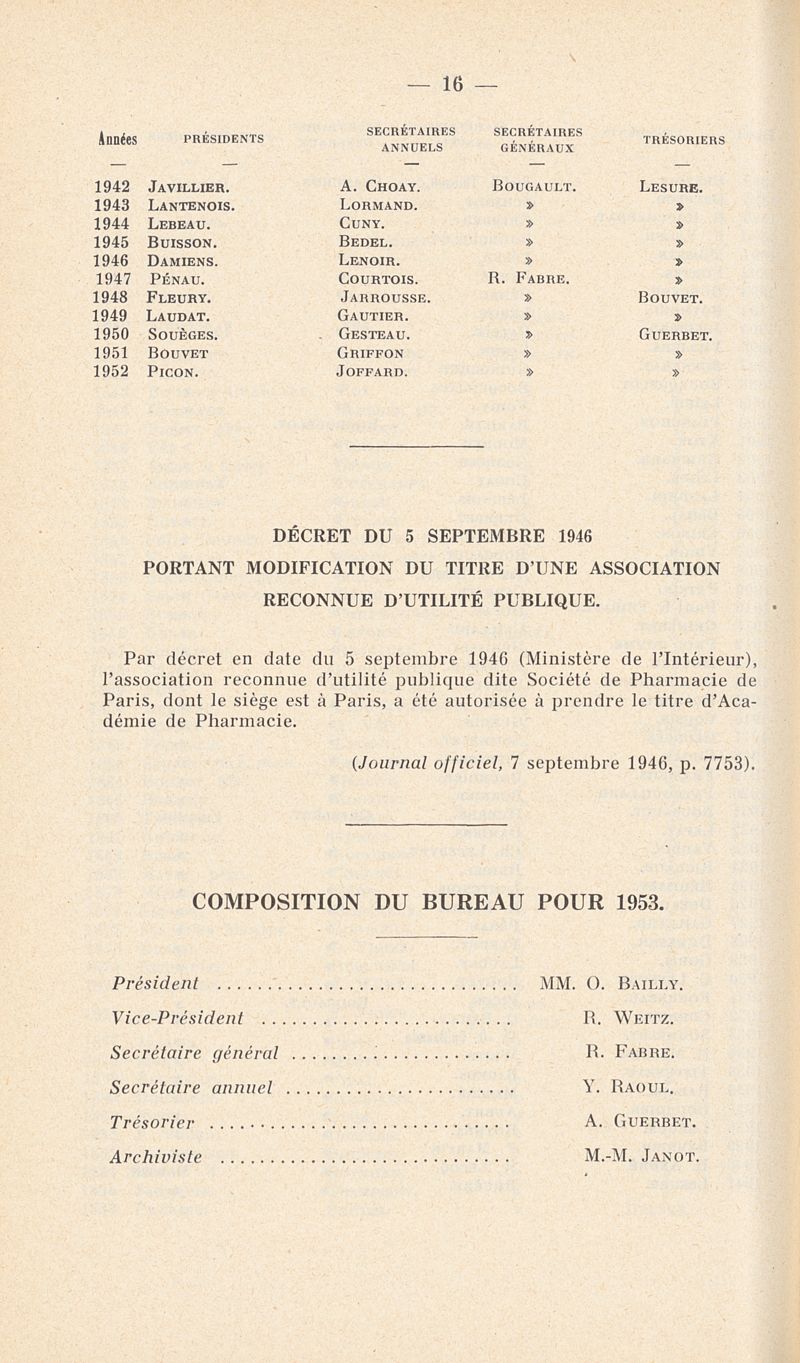 — 16 —
Années PRÉSIDENTS SECRÉTAIRES ANNUELS SECRÉTAIRES GÉNÉRAUX TRÉSORIERS
1942 JAVILLIER. A. CHOAY. BOUGAULT. LESURE.
1943 LANTENOIS. LORMAND. » »
1944 LEBEAU. CUNY. » »
1945 BUISSON. BEDEL. » »
1946 DAMIENS. LENOIR. » »
1947 PÉNAU. COURTOIS. R. FABRE. »
1948 FLEURY. JARROUSSE. » BOUVET.
1949 LAUDAT. GAUTIER. » »
1950 SOUÈGES. GESTEAU. » GUERBET.
1951 BOUVET GRIFFON » »
1952 PICON. JOFFARD. » »
DÉCRET DU 5 SEPTEMBRE 1946
PORTANT MODIFICATION DU TITRE D'UNE ASSOCIATION
RECONNUE D'UTILITÉ PUBLIQUE.
Par décret en date du 5 septembre 1946 (Ministère de l'Intérieur),
l'association reconnue d'utilité publique dite Société de Pharmacie de
Paris, dont le siège est à Paris, a été autorisée à prendre le titre d'Aca-
démie de Pharmacie.
(Journal officiel, 7 septembre 1946, p. 7753).
COMPOSITION DU BUREAU POUR 1953.
Président .............................. MM. O. BAILLY.
Vice-Président ......................... R. WEITZ.
Secrétaire général ...................... R. FABRE.
Secrétaire annuel ....................... Y. RAOUL.
Trésorier .............................. A. GUERBET.
Archiviste ............................. M.-M. JANOT.